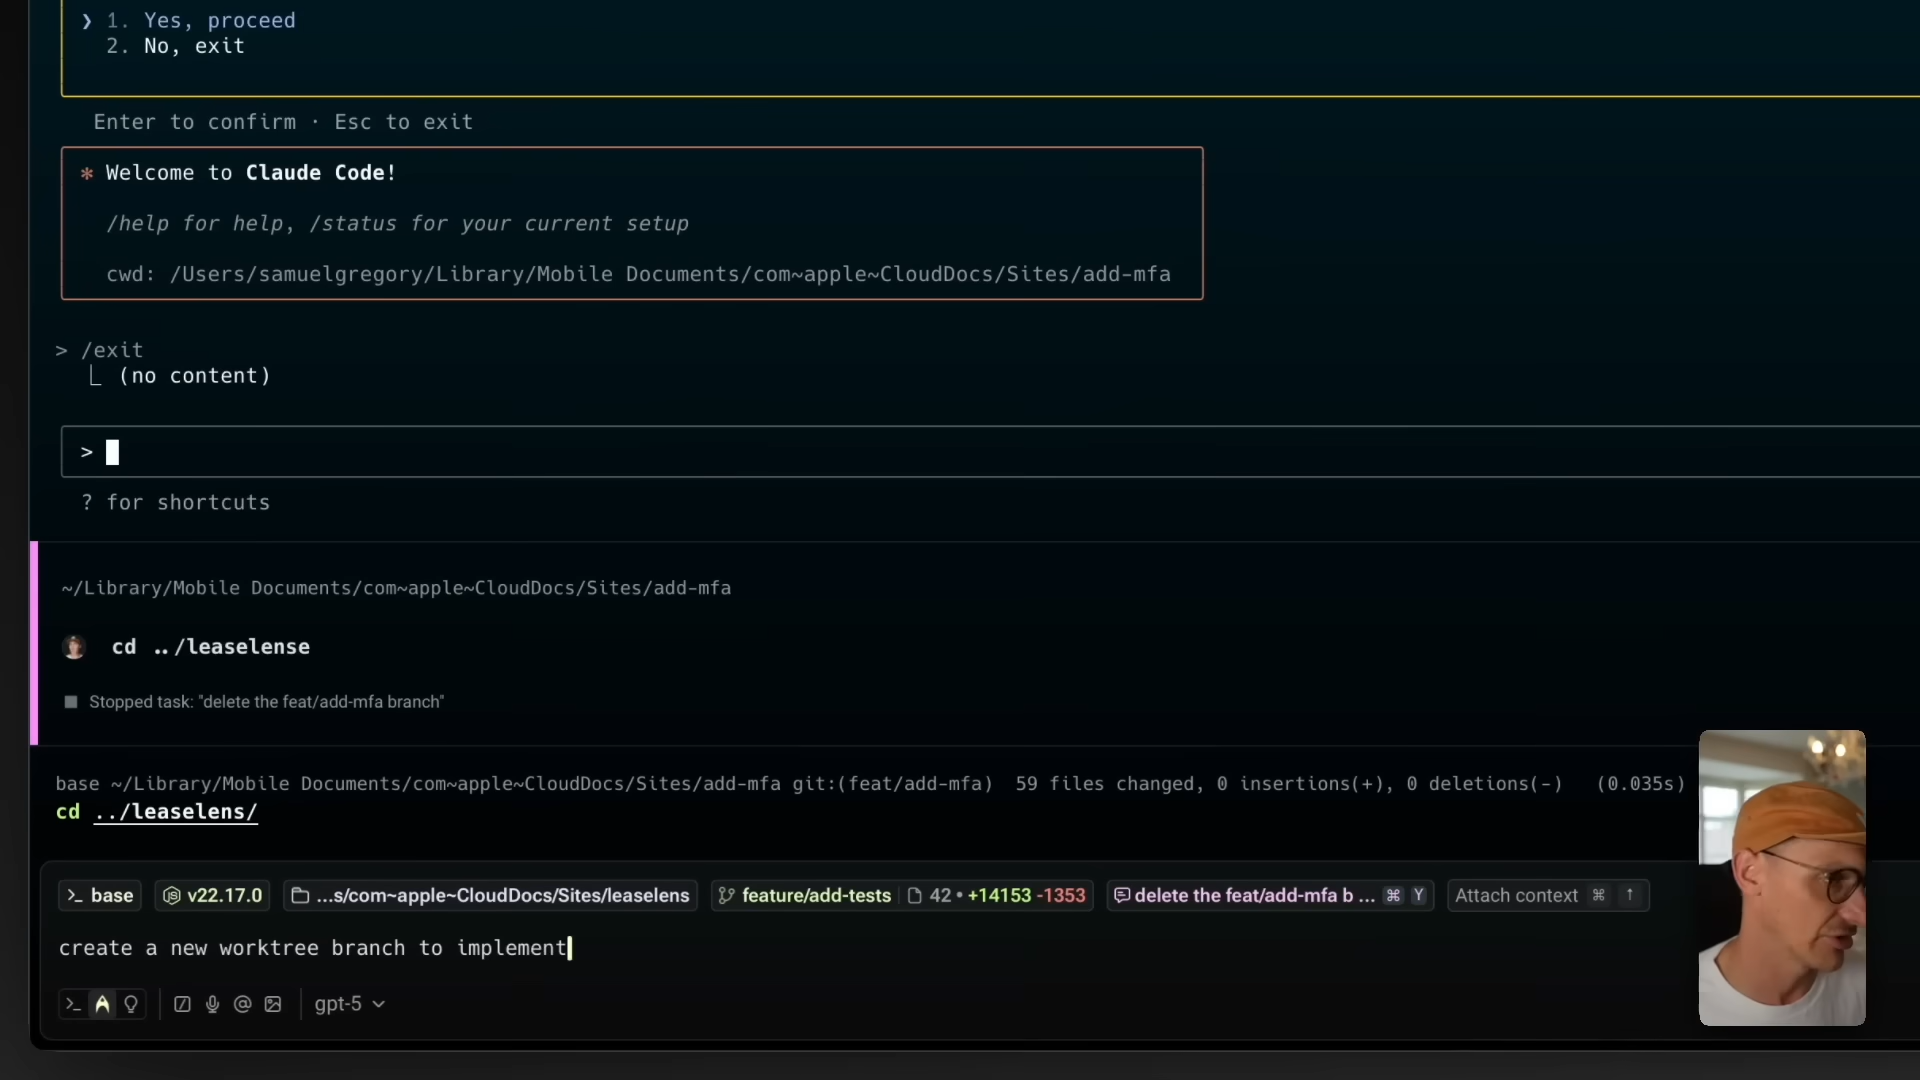 ❯ 1. Yes, proceed
2. No, exit
Enter to confirm · Esc to exit
✻ Welcome to Claude Code!
/help for help, /status for your current setup
cwd: /Users/samuelgregory/Library/Mobile Documents/com~apple~CloudDocs/Sites/add-mfa
> /exit
⎿ (no content)
>
? for shortcuts
~/Library/Mobile Documents/com~apple~CloudDocs/Sites/add-mfa
cd ../leaselense
Stopped task: "delete the feat/add-mfa branch"
base ~/Library/Mobile Documents/com~apple~CloudDocs/Sites/add-mfa git:(feat/add-mfa) 59 files changed, 0 insertions(+), 0 deletions(-) (0.035s)
cd ../leaselens/
>_ base v22.17.0 ...s/com~apple~CloudDocs/Sites/leaselens feature/add-tests 42 • +14153 -1353 delete the feat/add-mfa b ... ⌘ Y Attach context ⌘ ↑
create a new worktree branch to implement
gpt-5